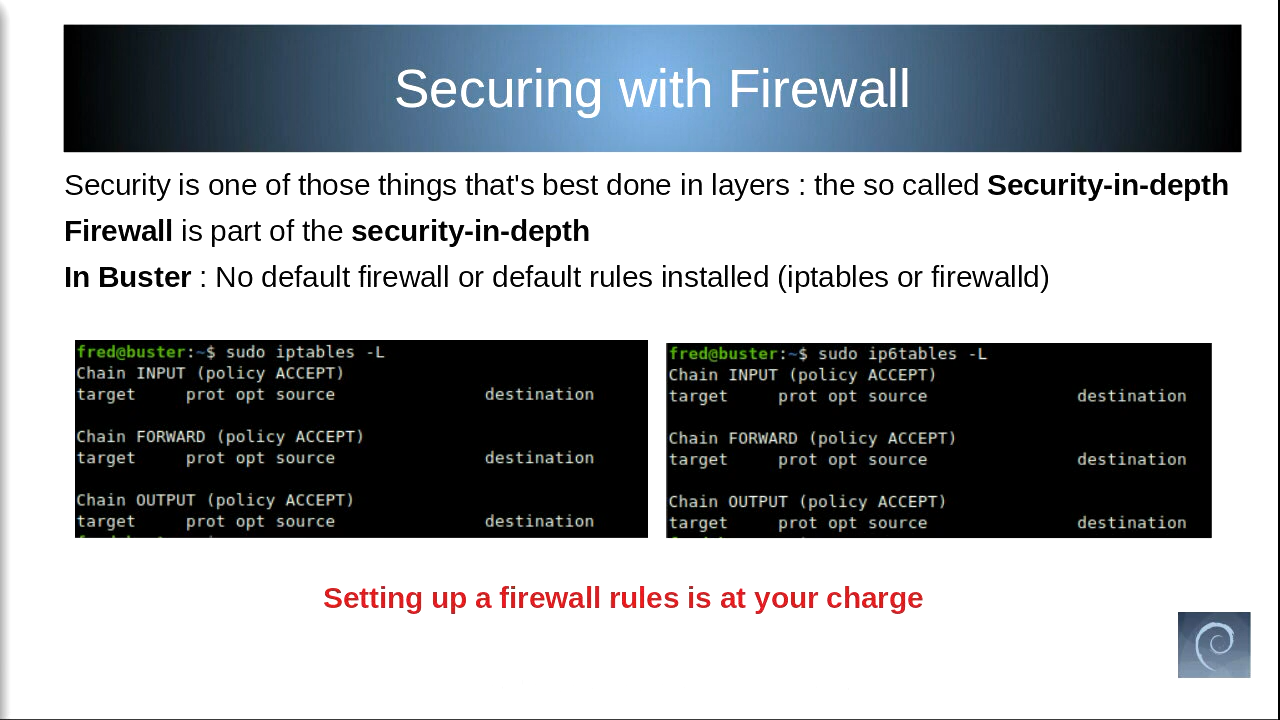 Securing with Firewall
Security is one of those things that's best done in layers : the so called Security-in-depth
Firewall is part of the security-in-depth
In Buster : No default firewall or default rules installed (iptables or firewalld)
fred@buster:~$ sudo iptables -L
Chain INPUT (policy ACCEPT)
target     prot opt source               destination
Chain FORWARD (policy ACCEPT)
target     prot opt source               destination
Chain OUTPUT (policy ACCEPT)
target     prot opt source               destination
fred@buster:~$ sudo ip6tables -L
Chain INPUT (policy ACCEPT)
target     prot opt source               destination
Chain FORWARD (policy ACCEPT)
target     prot opt source               destination
Chain OUTPUT (policy ACCEPT)
target     prot opt source               destination
Setting up a firewall rules is at your charge